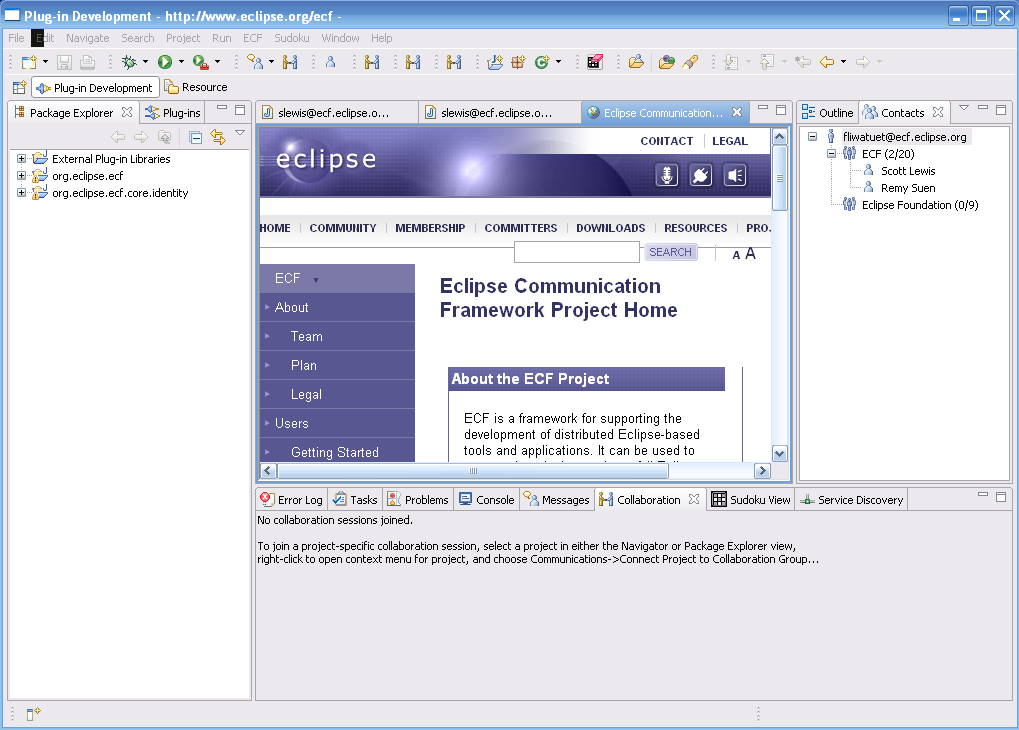 Plug-in Development - http://www.eclipse.org/ecf -
File Edit Navigate Search Project Run ECF Sudoku Window Help
Plug-in Development Resource
Package Explorer Plug-ins
External Plug-in Libraries
org.eclipse.ecf
org.eclipse.ecf.core.identity
slewis@ecf.eclipse.o... slewis@ecf.eclipse.o... Eclipse Communication...
CONTACT LEGAL
eclipse
HOME COMMUNITY MEMBERSHIP COMMITTERS DOWNLOADS RESOURCES PRO.
SEARCH A A
ECF
About
Team
Plan
Legal
Users
Getting Started
Eclipse Communication
Framework Project Home
About the ECF Project
ECF is a framework for supporting the
development of distributed Eclipse-based
tools and applications. It can be used to
Outline Contacts
fliwatuet@ecf.eclipse.org
ECF (2/20)
Scott Lewis
Remy Suen
Eclipse Foundation (0/9)
Error Log Tasks Problems Console Messages Collaboration Sudoku View Service Discovery
No collaboration sessions joined.
To join a project-specific collaboration session, select a project in either the Navigator or Package Explorer view,
right-click to open context menu for project, and choose Communications->Connect Project to Collaboration Group...